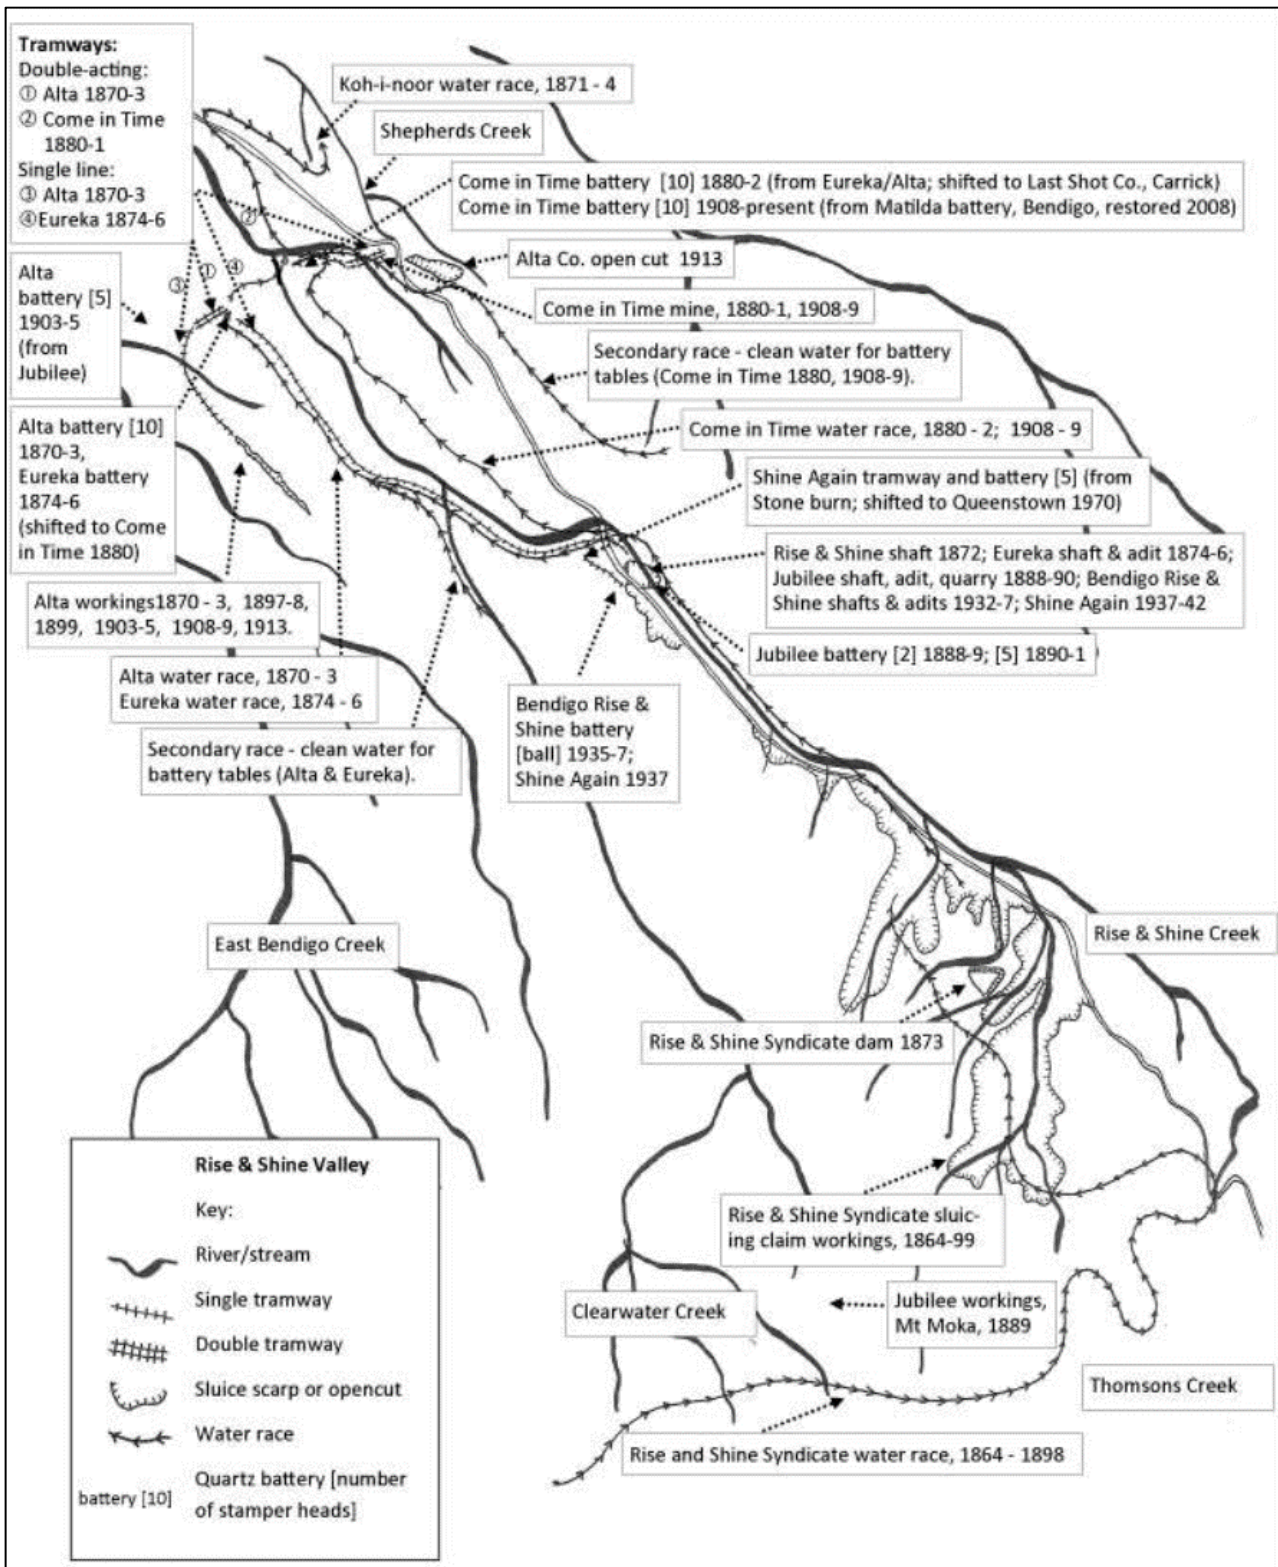 Tramways:
Double-acting:
① Alta 1870-3
② Come in Time
1880-1
Single line:
③ Alta 1870-3
④Eureka 1874-6
Koh-i-noor water race, 1871 - 4
Shepherds Creek
Come in Time battery [10] 1880-2 (from Eureka/Alta; shifted to Last Shot Co., Carrick)
Come in Time battery [10] 1908-present (from Matilda battery, Bendigo, restored 2008)
②
Alta Co. open cut 1913
Alta
battery [5]
1903-5
(from
Jubilee)
③
①
④
Come in Time mine, 1880-1, 1908-9
Secondary race - clean water for battery
tables (Come in Time 1880, 1908-9).
Alta battery [10]
1870-3,
Eureka battery
1874-6
(shifted to Come
in Time 1880)
Come in Time water race, 1880 - 2; 1908 - 9
Shine Again tramway and battery [5] (from
Stone burn; shifted to Queenstown 1970)
Rise & Shine shaft 1872; Eureka shaft & adit 1874-6;
Jubilee shaft, adit, quarry 1888-90; Bendigo Rise &
Shine shafts & adits 1932-7; Shine Again 1937-42
Alta workings1870 - 3, 1897-8,
1899, 1903-5, 1908-9, 1913.
Jubilee battery [2] 1888-9; [5] 1890-1
Alta water race, 1870 - 3
Eureka water race, 1874 - 6
Bendigo Rise &
Shine battery
[ball] 1935-7;
Shine Again 1937
Secondary race - clean water for
battery tables (Alta & Eureka).
East Bendigo Creek
Rise & Shine Creek
Rise & Shine Syndicate dam 1873
Rise & Shine Syndicate sluic-
ing claim workings, 1864-99
Clearwater Creek
Jubilee workings,
Mt Moka, 1889
Thomsons Creek
Rise and Shine Syndicate water race, 1864 - 1898
Rise & Shine Valley
Key:
River/stream
Single tramway
Double tramway
Sluice scarp or opencut
Water race
battery [10]
Quartz battery [number
of stamper heads]